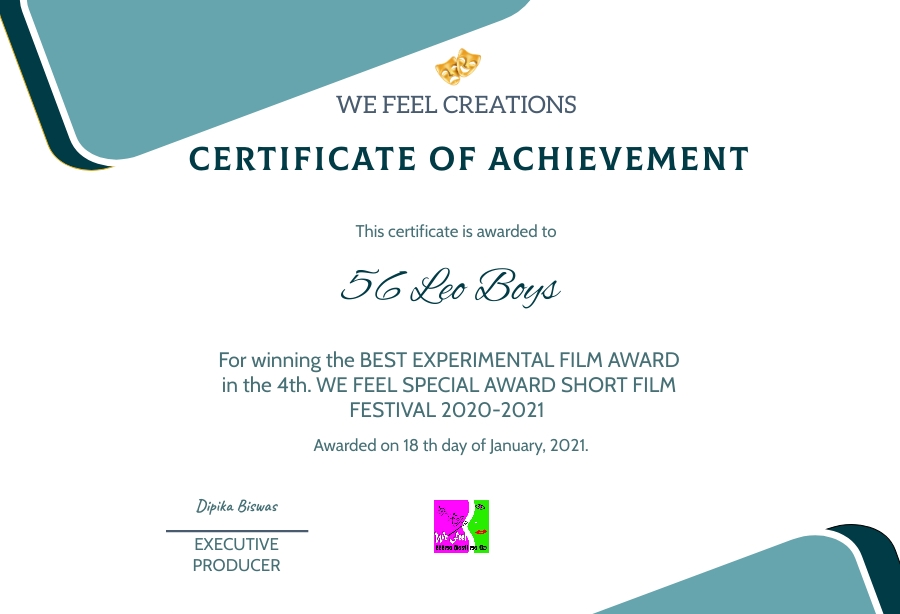 WE FEEL CREATIONS
CERTIFICATE OF ACHIEVEMENT
This certificate is awarded to
56 Leo Boys
For winning the BEST EXPERIMENTAL FILM AWARD
in the 4th. WE FEEL SPECIAL AWARD SHORT FILM
FESTIVAL 2020-2021
Awarded on 18 th day of January, 2021.
Dipika Biswas
EXECUTIVE
PRODUCER
We Feel